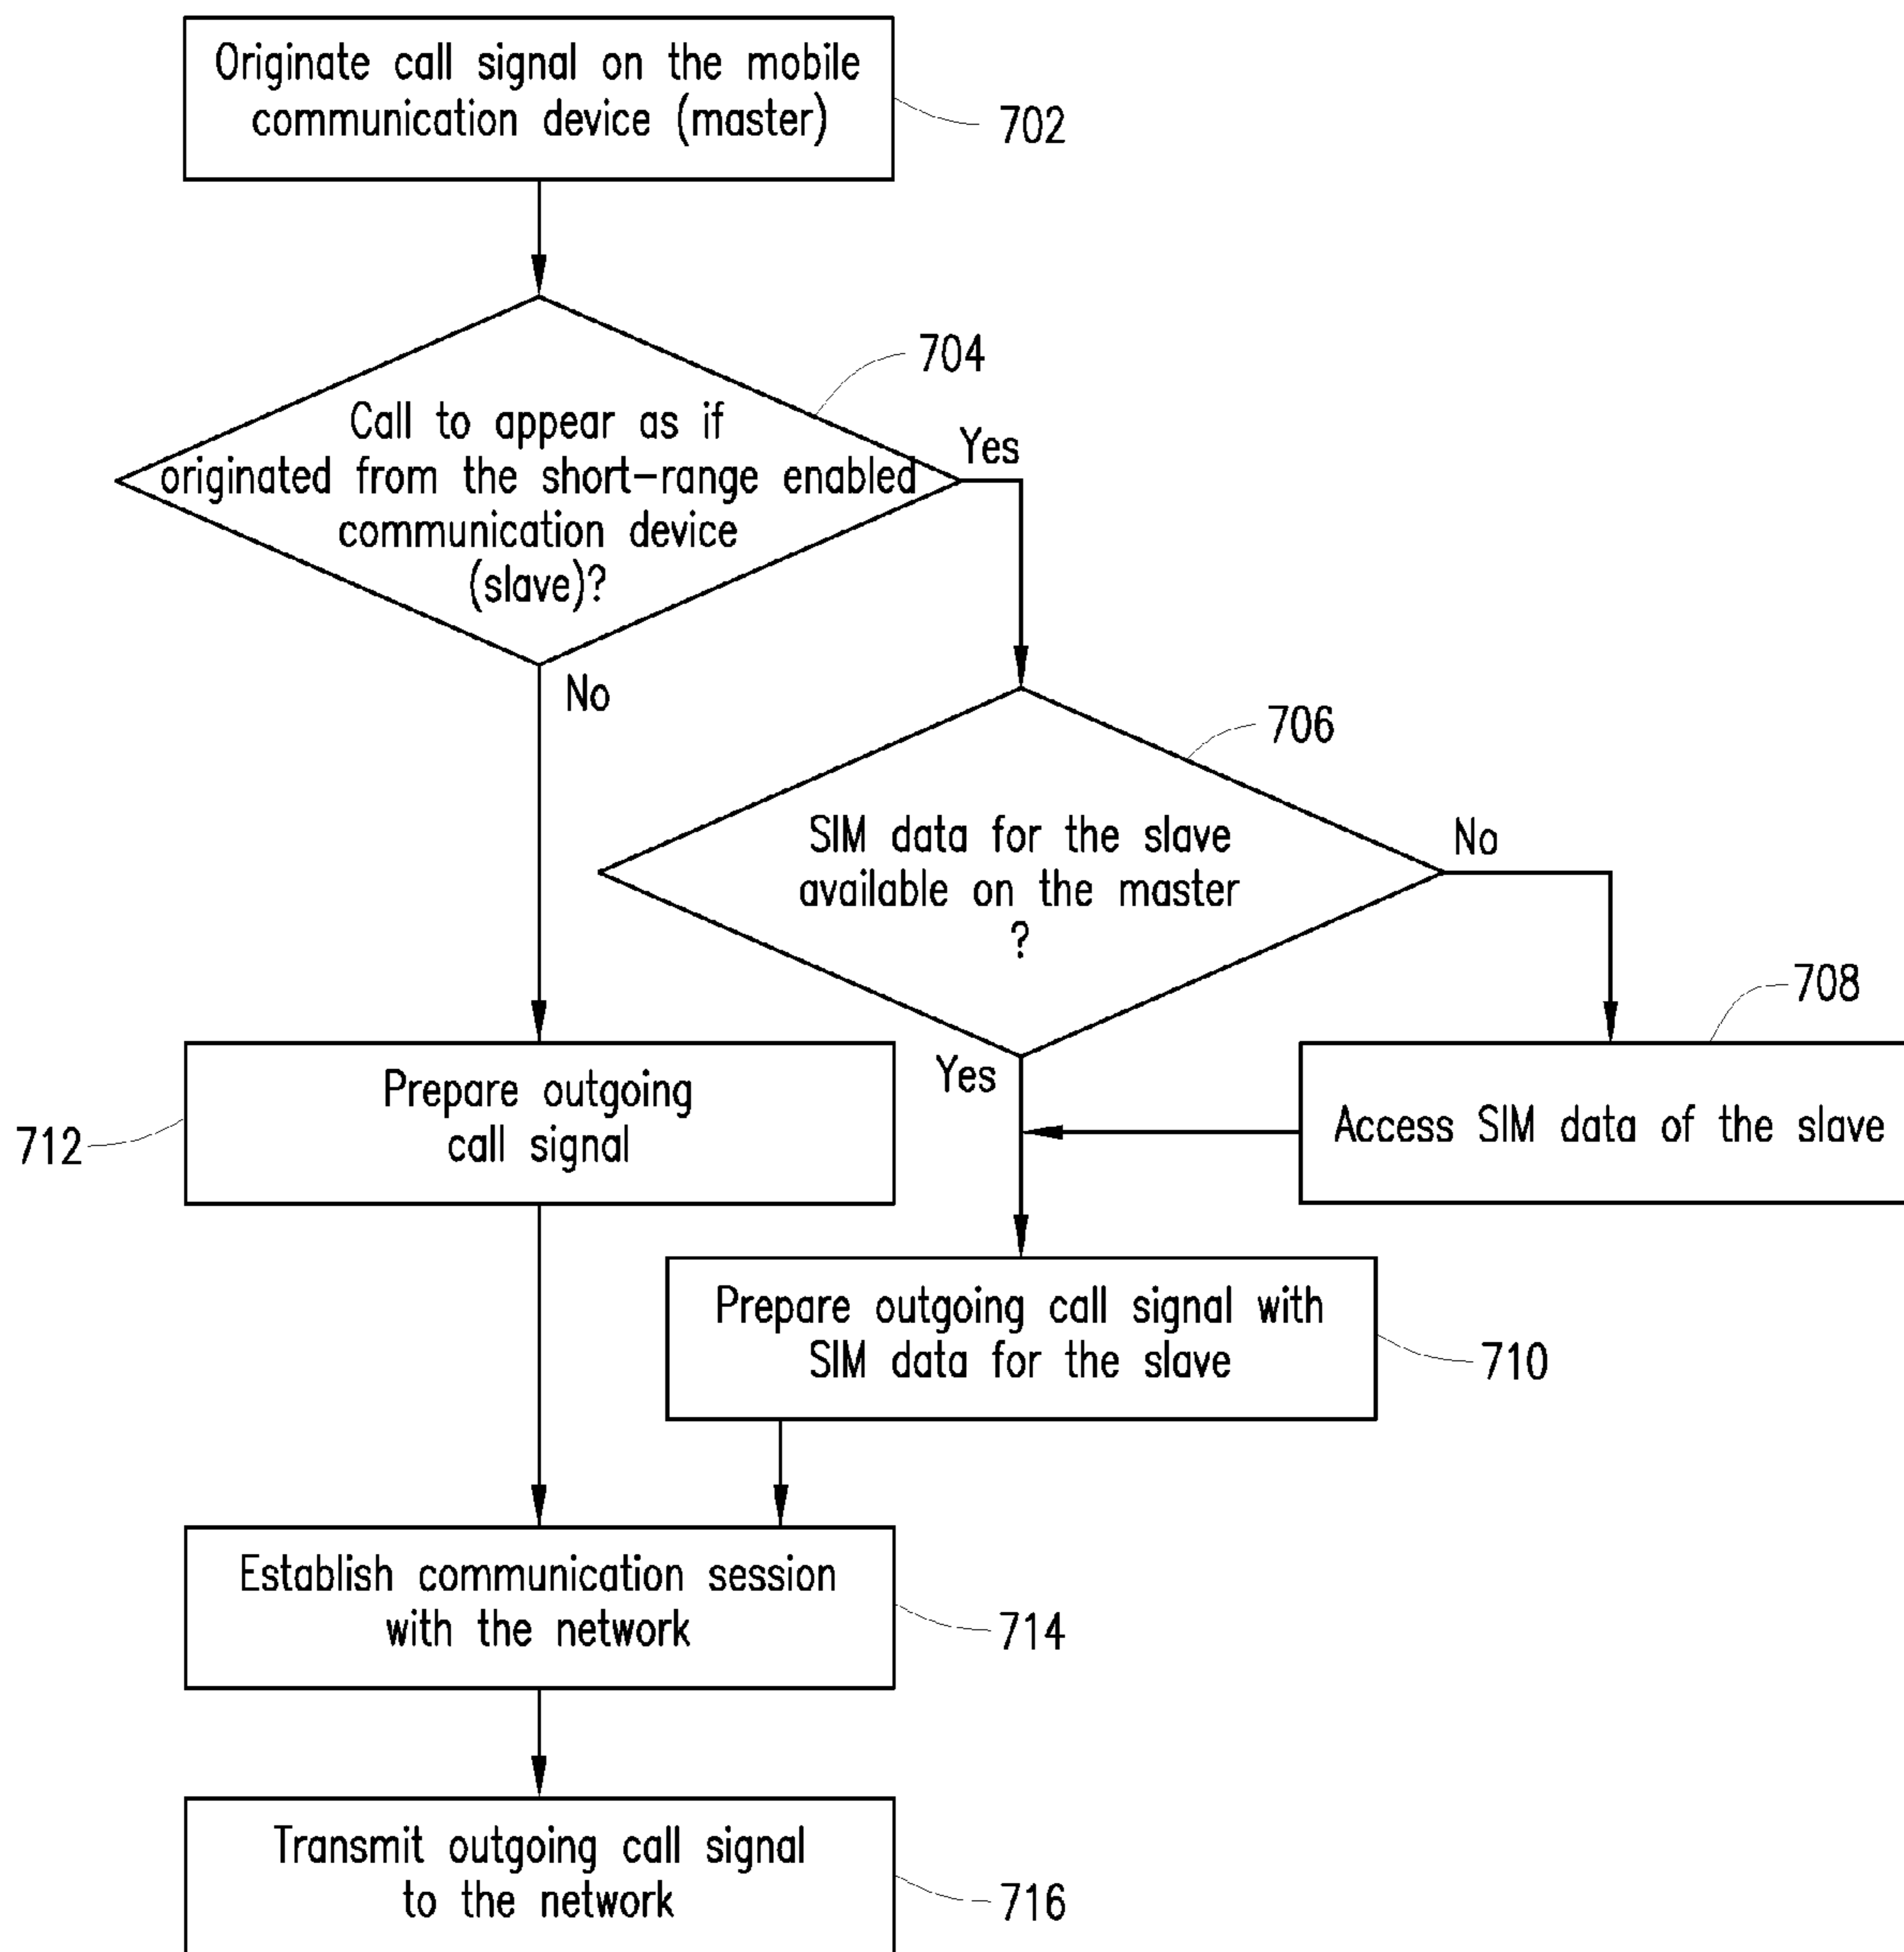 Originate call signal on the mobile
communication device (master)
702
704
Call to appear as if
originated from the short-range enabled
communication device
(slave)?
Yes
No
706
SIM data for the slave
available on the master
?
No
Yes
708
Access SIM data of the slave
712
Prepare outgoing
call signal
Prepare outgoing call signal with
SIM data for the slave
710
Establish communication session
with the network
714
Transmit outgoing call signal
to the network
716